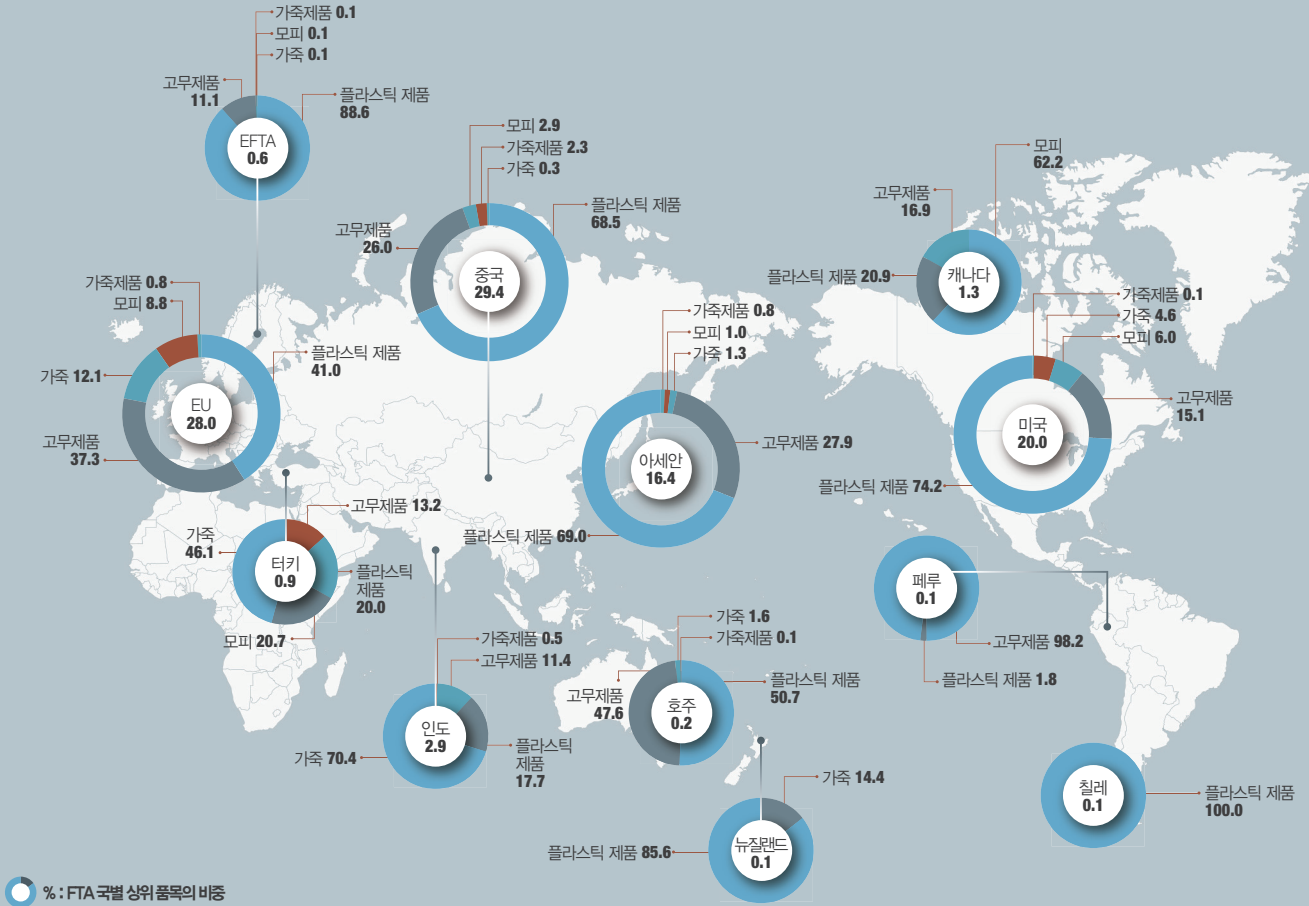 가죽제품 0.1
모피 0.1
가죽 0.1
고무제품
11.1
플라스틱 제품
88.6
EFTA
0.6
모피 2.9
가죽제품 2.3
가죽 0.3
플라스틱 제품
68.5
고무제품
26.0
중국
29.4
모피
62.2
고무제품
16.9
플라스틱 제품 20.9
캐나다
1.3
가죽제품 0.8
모피 8.8
플라스틱 제품
41.0
가죽 12.1
고무제품
37.3
EU
28.0
가죽제품 0.8
모피 1.0
가죽 1.3
고무제품 27.9
플라스틱 제품 69.0
아세안
16.4
가죽제품 0.1
가죽 4.6
모피 6.0
고무제품
15.1
플라스틱 제품 74.2
미국
20.0
고무제품 13.2
가죽
46.1
플라스틱
제품
20.0
모피 20.7
터키
0.9
가죽제품 0.5
고무제품 11.4
플라스틱
제품
17.7
가죽 70.4
인도
2.9
가죽 1.6
가죽제품 0.1
플라스틱 제품
50.7
고무제품
47.6
호주
0.2
페루
0.1
고무제품 98.2
플라스틱 제품 1.8
가죽 14.4
플라스틱 제품 85.6
뉴질랜드
0.1
칠레
0.1
플라스틱 제품
100.0
% : FTA 국별 상위 품목의 비중